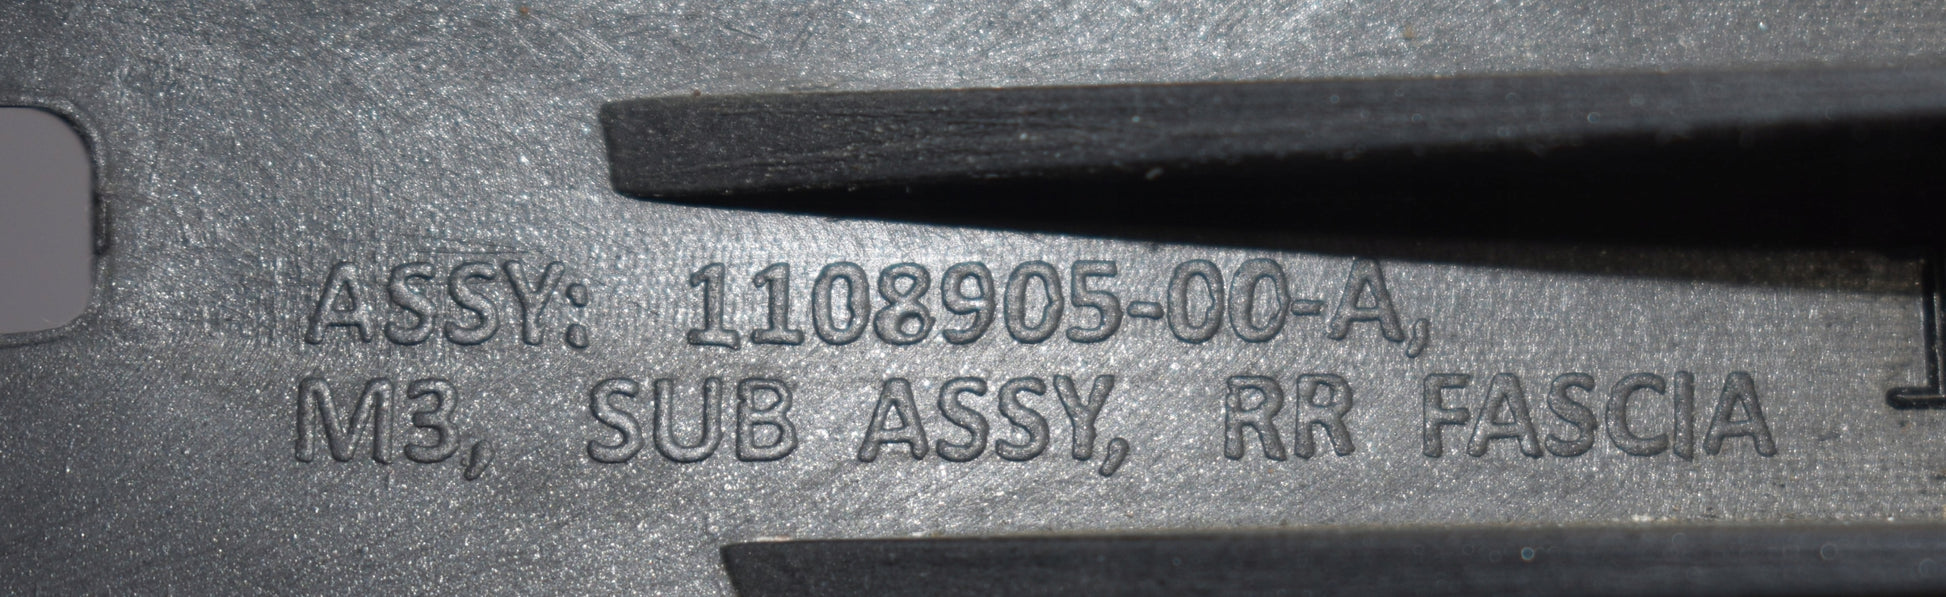 ASSY: 1108905-00-A,
M3, SUB ASSY, RR FASCIA